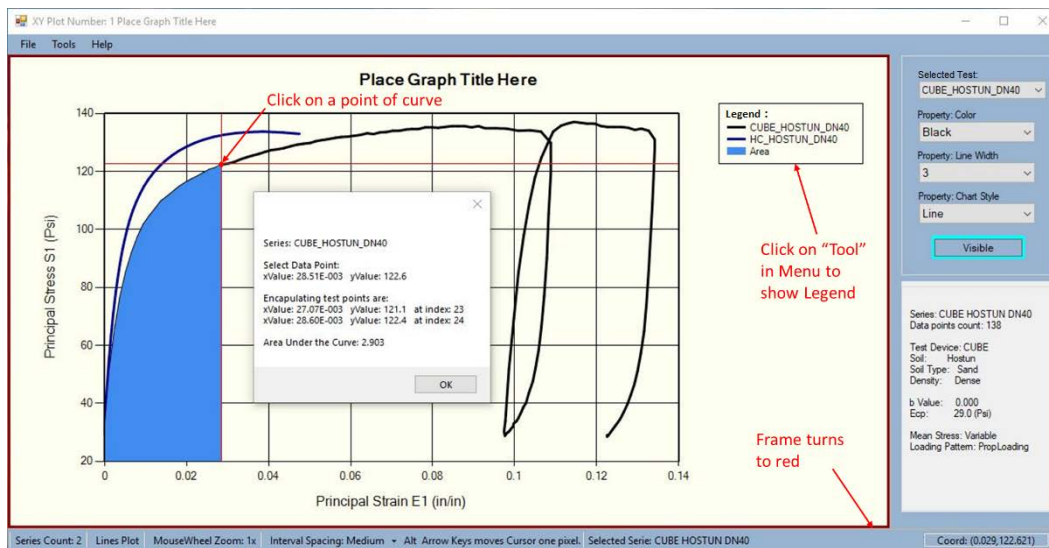 XY Plot Number: 1 Place Graph Title Here
File Tools Help
Place Graph Title Here
Click on a point of curve
140
120
100
80
60
40
20
0 0.02 0.04 0.06 0.08 0.1 0.12 0.14
Principal Stress S1 (Psi)
Principal Strain E1 (in/in)
Legend :
CUBE_HOSTUN_DN40
HC_HOSTUN_DN40
Area
Click on “Tool”
in Menu to
show Legend
Series: CUBE_HOSTUN_DN40
Select Data Point:
xValue: 28.51E-003 yValue: 122.6
Encapulating test points are:
xValue: 27.07E-003 yValue: 121.1 at index: 23
xValue: 28.60E-003 yValue: 122.4 at index: 24
Area Under the Curve: 2.903
OK
Frame turns
to red
Selected Test:
CUBE_HOSTUN_DN40
Property: Color
Black
Property: Line Width
3
Property: Chart Style
Line
Visible
Series: CUBE HOSTUN DN40
Data points count: 138
Test Device: CUBE
Soil: Hostun
Soil Type: Sand
Density: Dense
b Value: 0.000
Ecp: 29.0 (Psi)
Mean Stress: Variable
Loading Pattern: PropLoading
Series Count: 2 Lines Plot MouseWheel Zoom: 1x Interval Spacing: Medium Alt Arrow Keys moves Cursor one pixel. Selected Serie: CUBE HOSTUN DN40 Coord: (0.029,122.621)